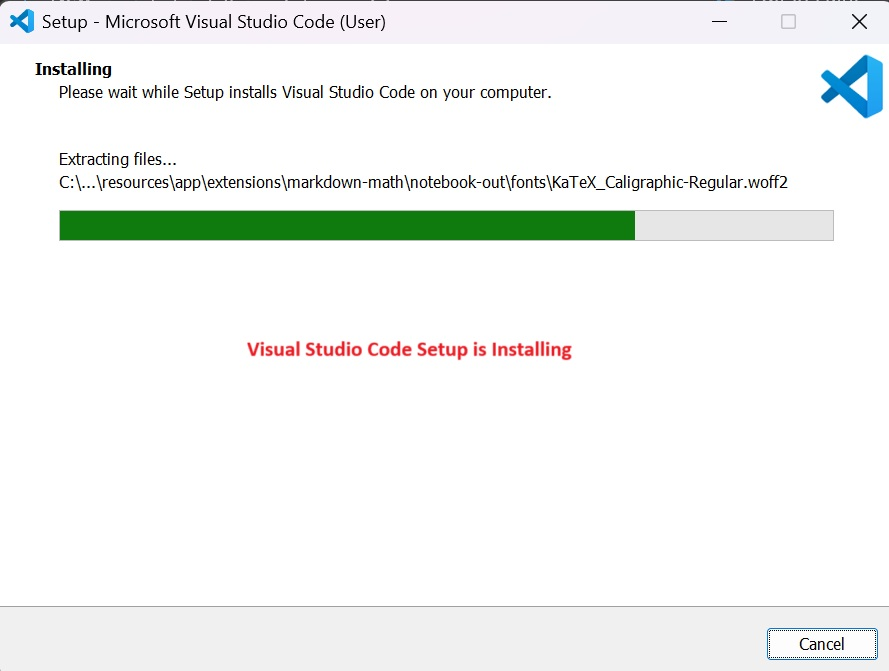 Setup - Microsoft Visual Studio Code (User)
Installing
Please wait while Setup installs Visual Studio Code on your computer.
Extracting files...
C:\...\resources\app\extensions\markdown-math\notebook-out\fonts\KaTeX_Caligraphic-Regular.woff2
Visual Studio Code Setup is Installing
Cancel